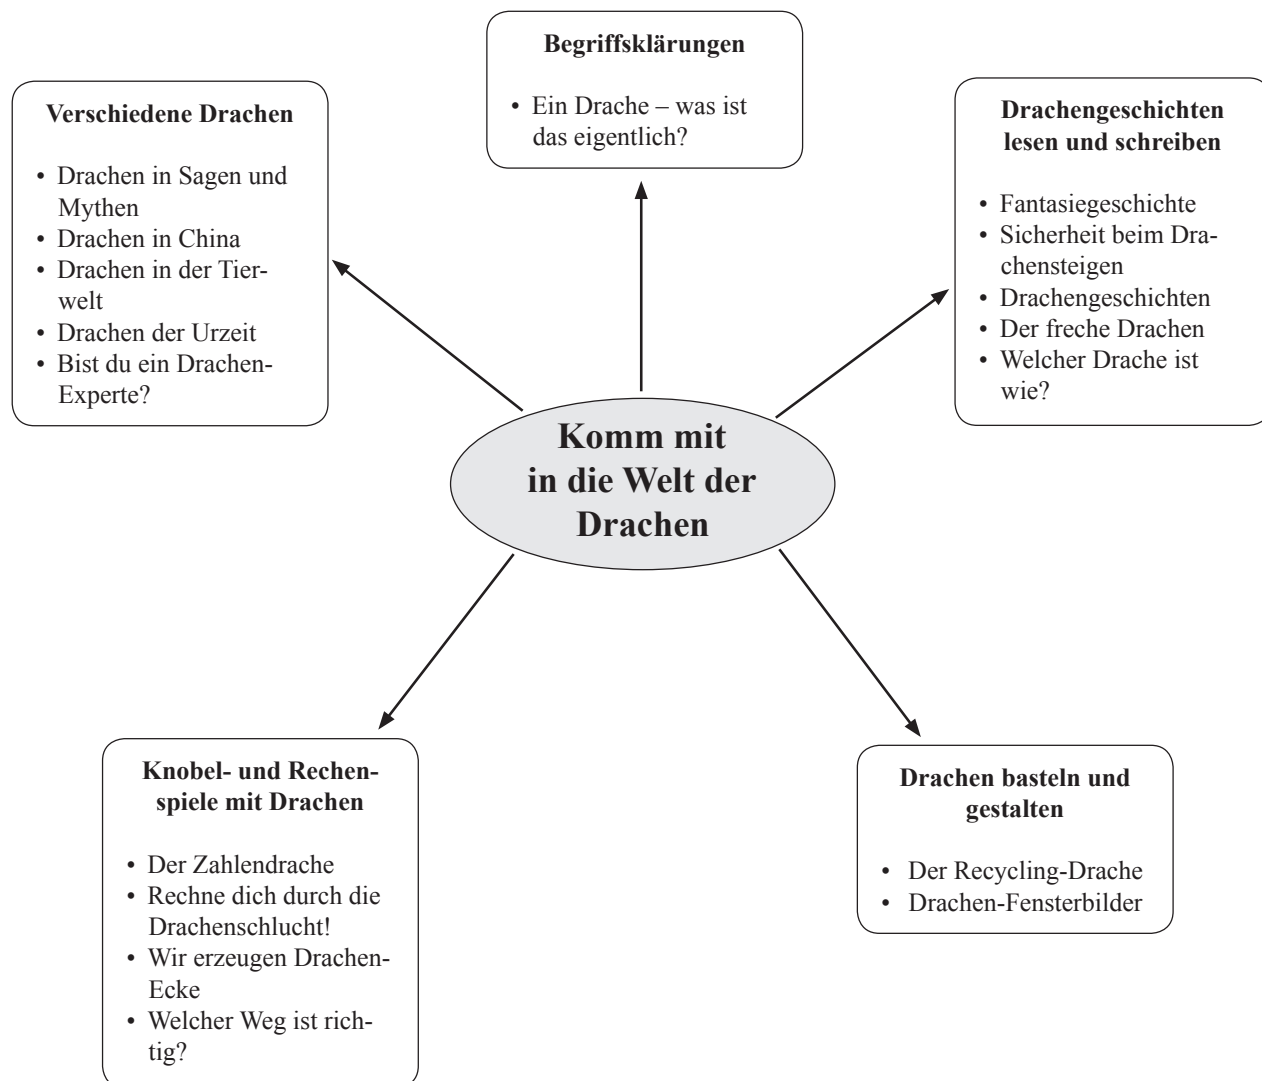 Begriffsklärungen
• Ein Drache – was ist
das eigentlich?
Verschiedene Drachen
• Drachen in Sagen und
Mythen
• Drachen in China
• Drachen in der Tier-
welt
• Drachen der Urzeit
• Bist du ein Drachen-
Experte?
Drachengeschichten
lesen und schreiben
• Fantasiegeschichte
• Sicherheit beim Dra-
chensteigen
• Drachengeschichten
• Der freche Drachen
• Welcher Drache ist
wie?
Komm mit
in die Welt der
Drachen
Knobel- und Rechen-
spiele mit Drachen
• Der Zahlendrache
• Rechne dich durch die
Drachenschlucht!
• Wir erzeugen Drachen-
Ecke
• Welcher Weg ist rich-
tig?
Drachen basteln und
gestalten
• Der Recycling-Drache
• Drachen-Fensterbilder